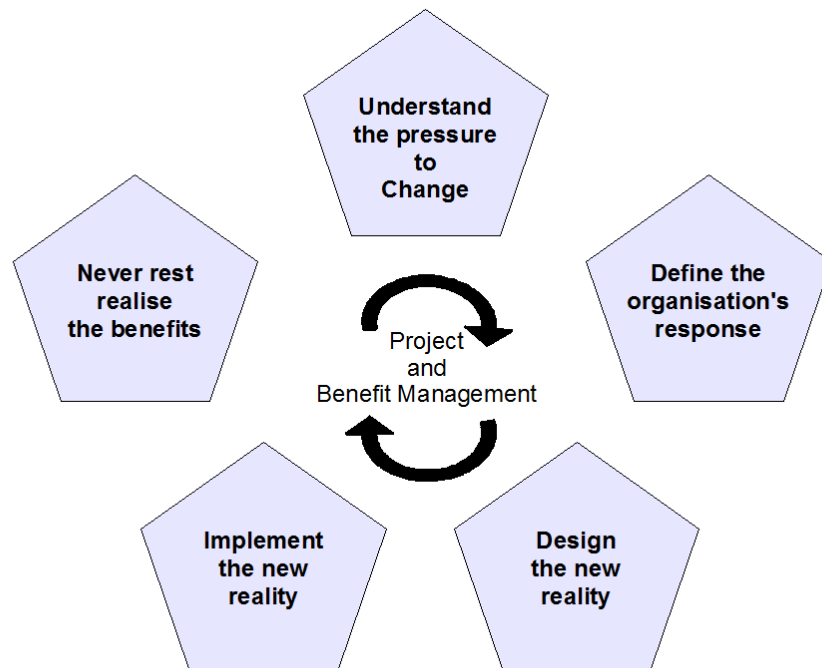 Understand
the pressure
to
Change
Never rest
realise
the benefits
Define the
organisation's
response
Project
and
Benefit Management
Implement
the new
reality
Design
the new
reality